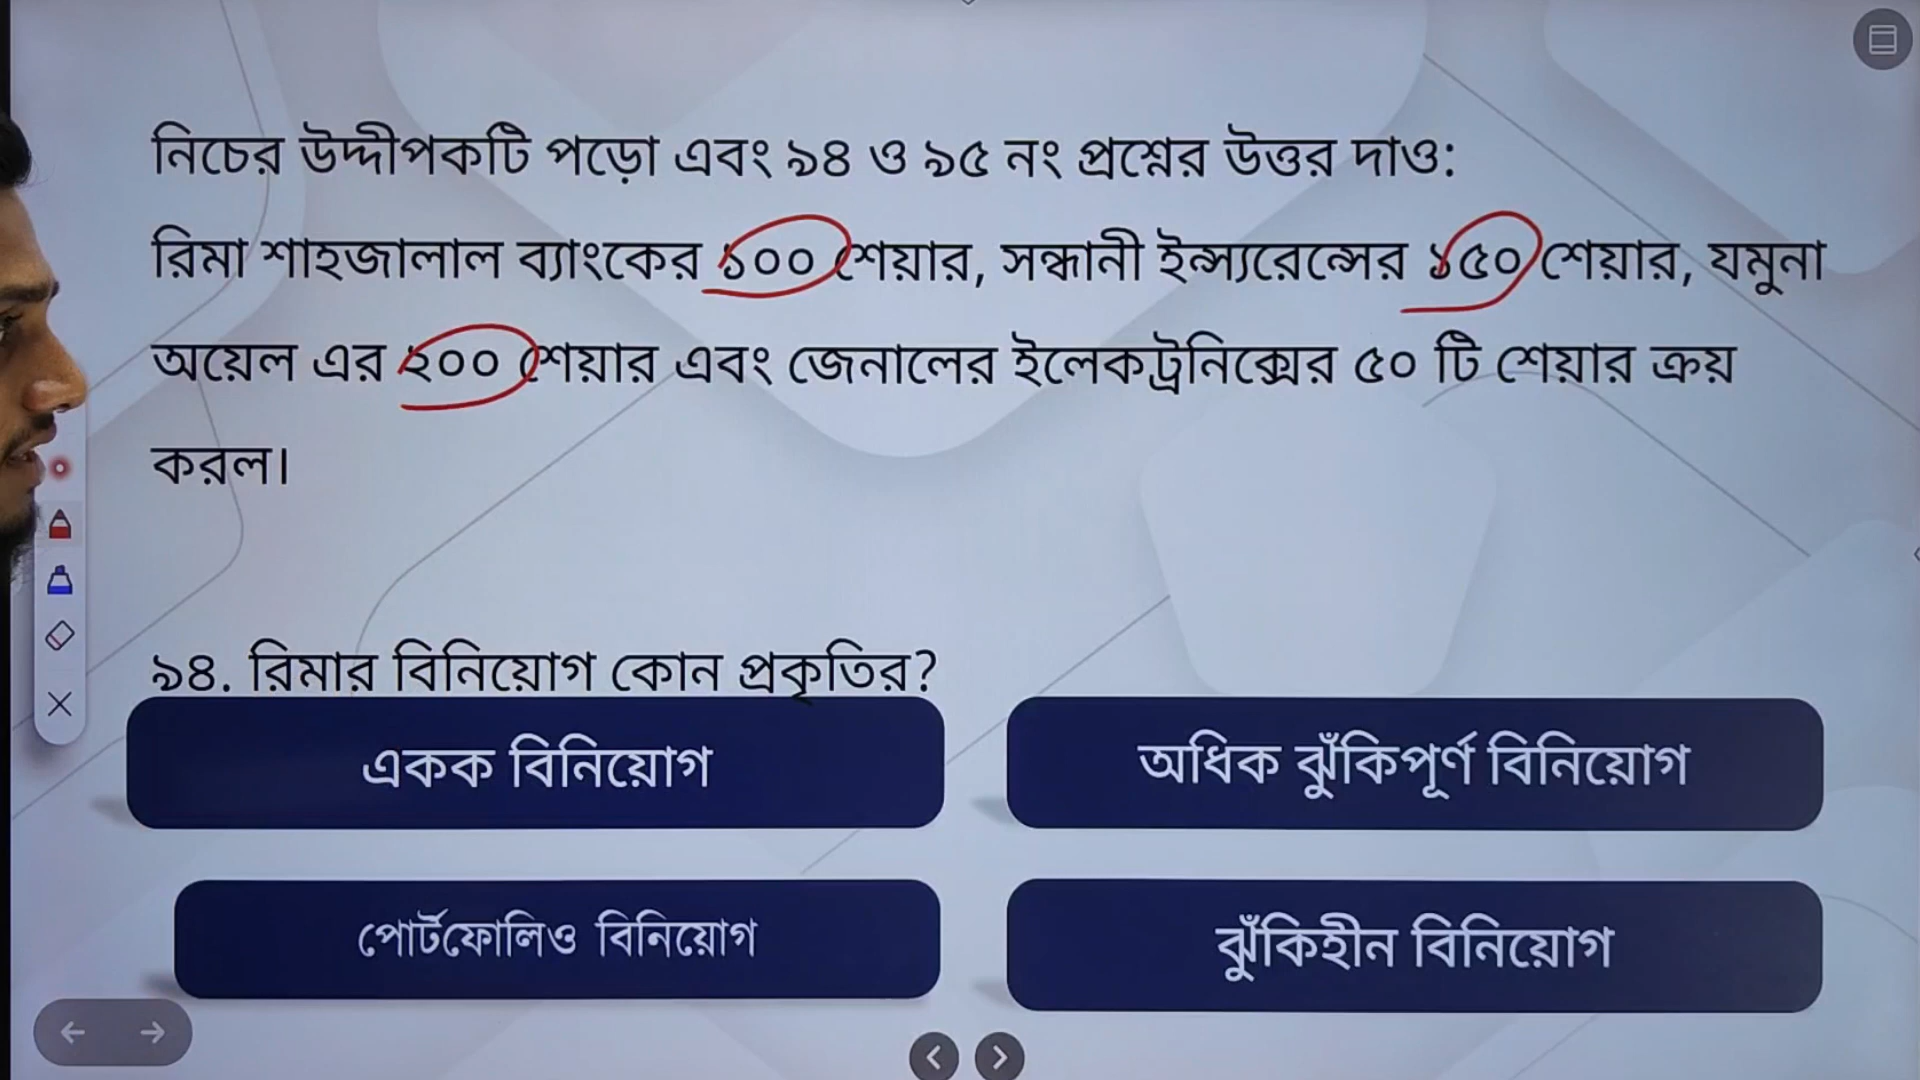 নিচের উদ্দীপকটি পড়ো এবং ৯৪ ও ৯৫ নং প্রশ্নের উত্তর দাও:
রিমা শাহজালাল ব্যাংকের ১০০ শেয়ার, সন্ধানী ইন্স্যরেন্সের ১৫০ শেয়ার, যমুনা
অয়েল এর ২০০ শেয়ার এবং জেনালের ইলেকট্রনিক্সের ৫০ টি শেয়ার ক্রয়
করল।
৯৪. রিমার বিনিয়োগ কোন প্রকৃতির?
একক বিনিয়োগ
অধিক ঝুঁকিপূর্ণ বিনিয়োগ
পোর্টফোলিও বিনিয়োগ
ঝুঁকিহীন বিনিয়োগ